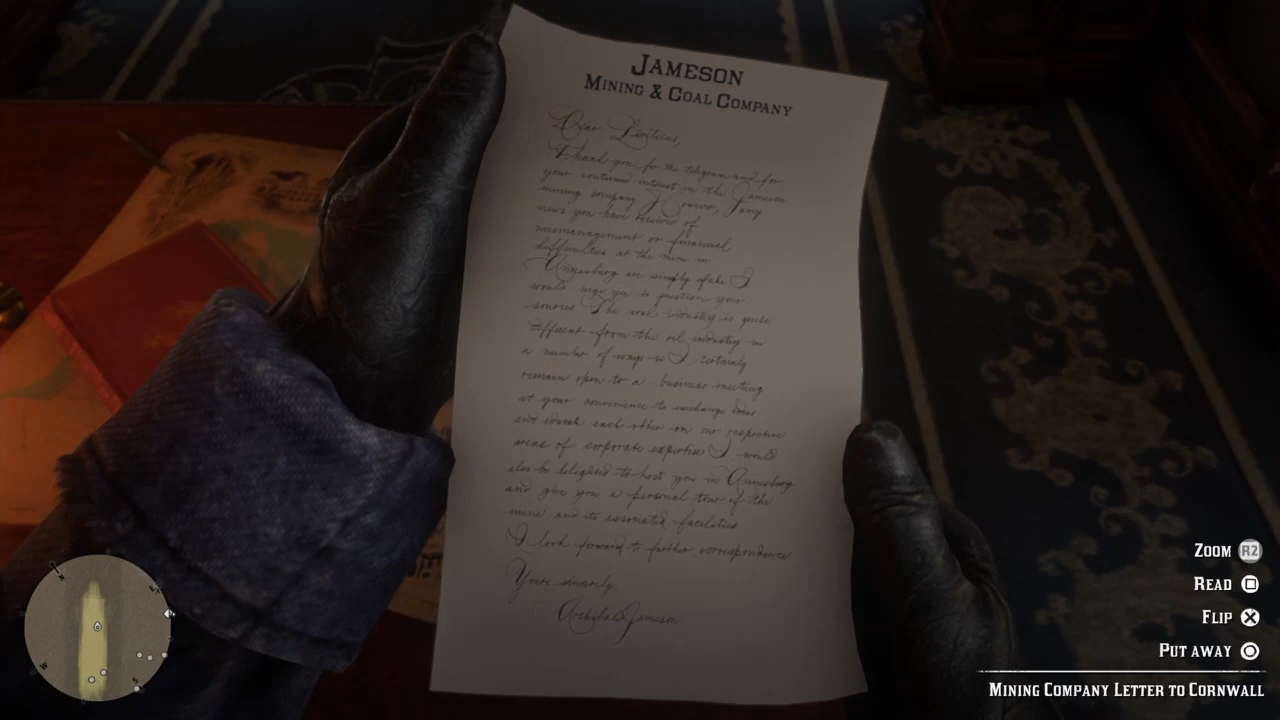 JAMESON
MINING & COAL COMPANY
Dear Leviticus,
Thank you for the telegram and for
your continued interest in the Jameson
mining company. However, any
news you have received of
mismanagement or financial
difficulties at the mine in
Annesburg are simply fake. I
would urge you to question your
sources. The coal industry is quite
different from the oil industry in
a number of ways so I certainly
remain open to a business meeting
at your convenience to exchange ideas
and educate each other on our respective
areas of corporate expertise. I would
also be delighted to host you in Annesburg
and give you a personal tour of the
mine and its associated facilities
I look forward to further correspondence
Yours sincerely,
Archibald Jameson
ZOOM R2
READ
FLIP
PUT AWAY
MINING COMPANY LETTER TO CORNWALL
N
W
S